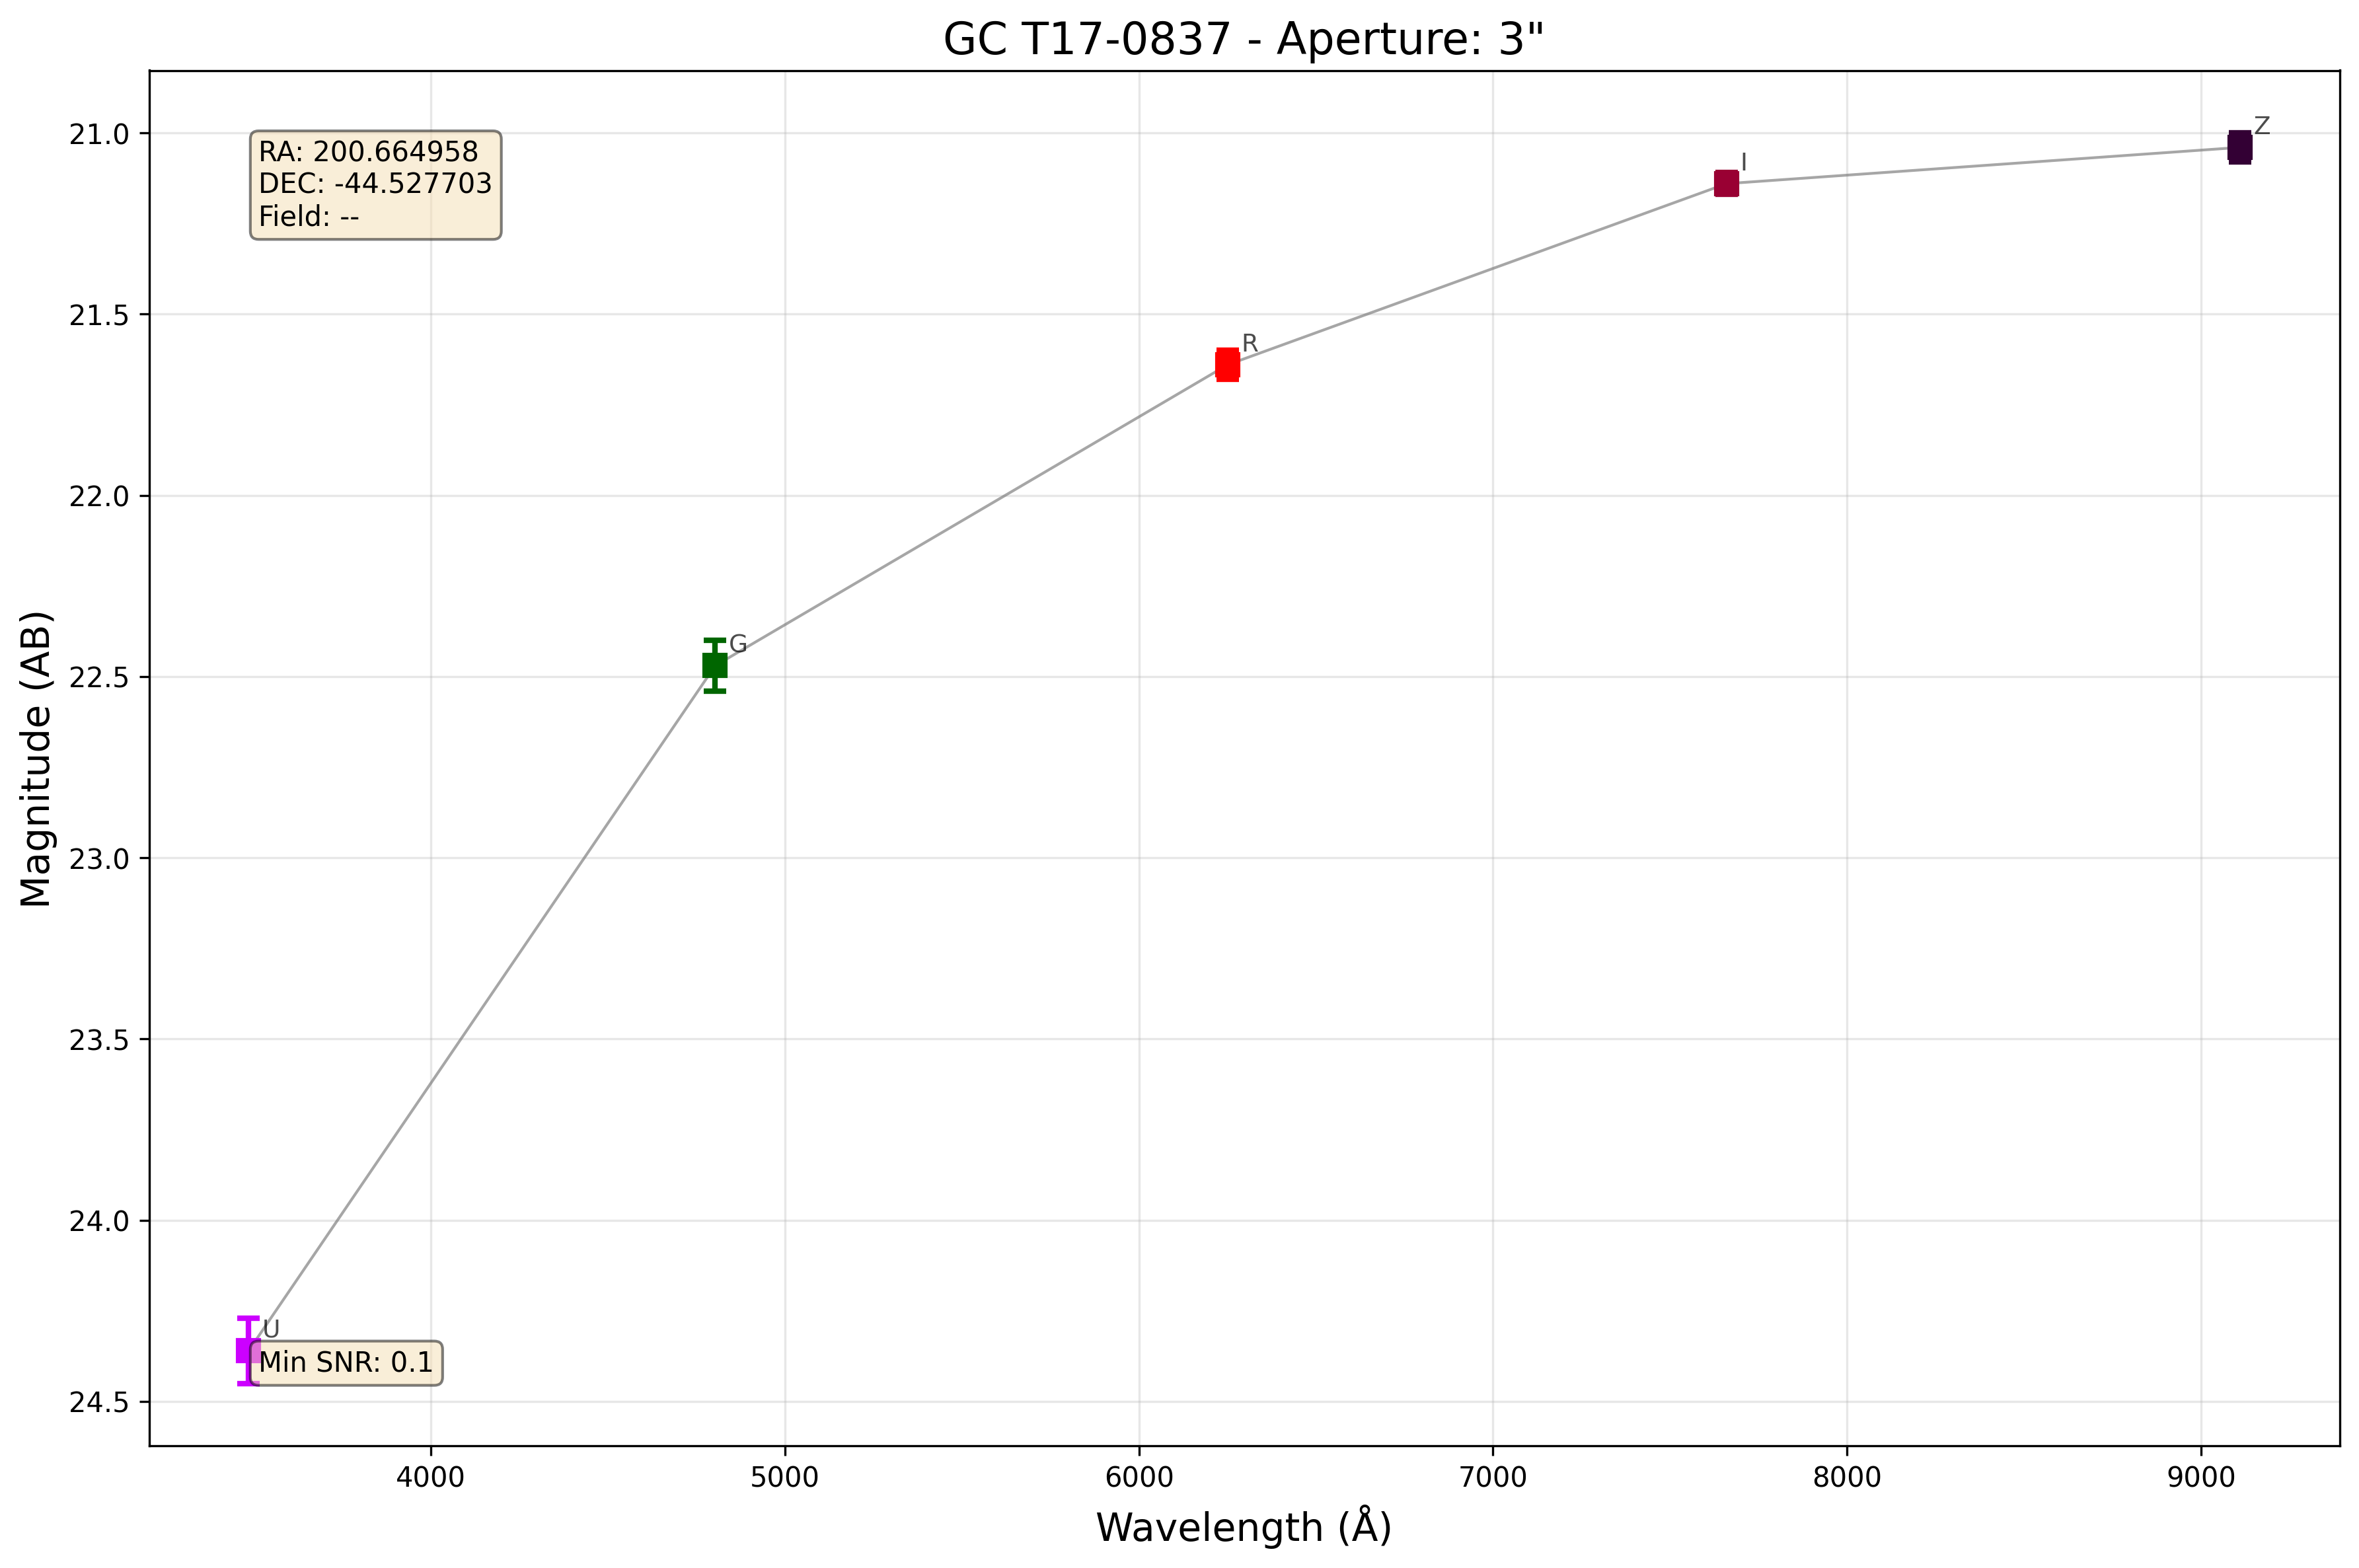 GC T17-0837 - Aperture: 3"
RA: 200.664958
DEC: -44.527703
Field: --
Z
I
R
G
U
Min SNR: 0.1
Magnitude (AB)
21.0
21.5
22.0
22.5
23.0
23.5
24.0
24.5
4000
5000
6000
7000
8000
9000
Wavelength (Å)